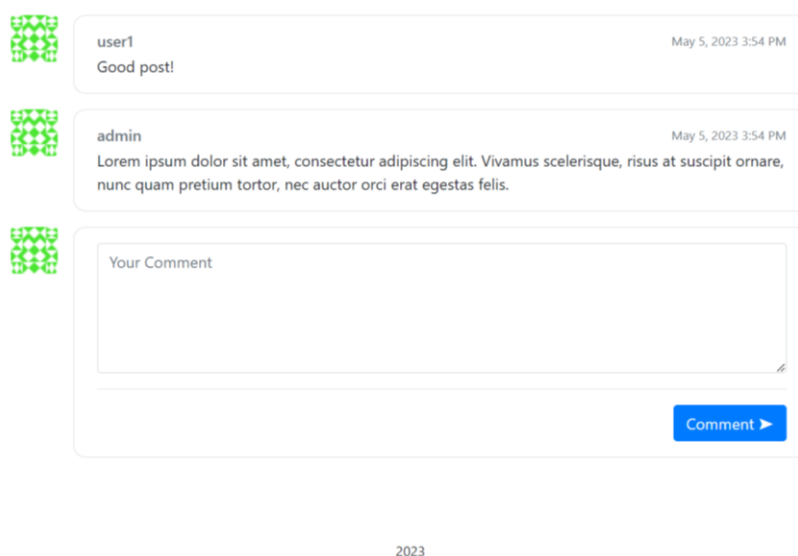 user1
May 5, 2023 3:54 PM
Good post!
admin
May 5, 2023 3:54 PM
Lorem ipsum dolor sit amet, consectetur adipiscing elit. Vivamus scelerisque, risus at suscipit ornare,
nunc quam pretium tortor, nec auctor orci erat egestas felis.
Your Comment
Comment ➤
2023